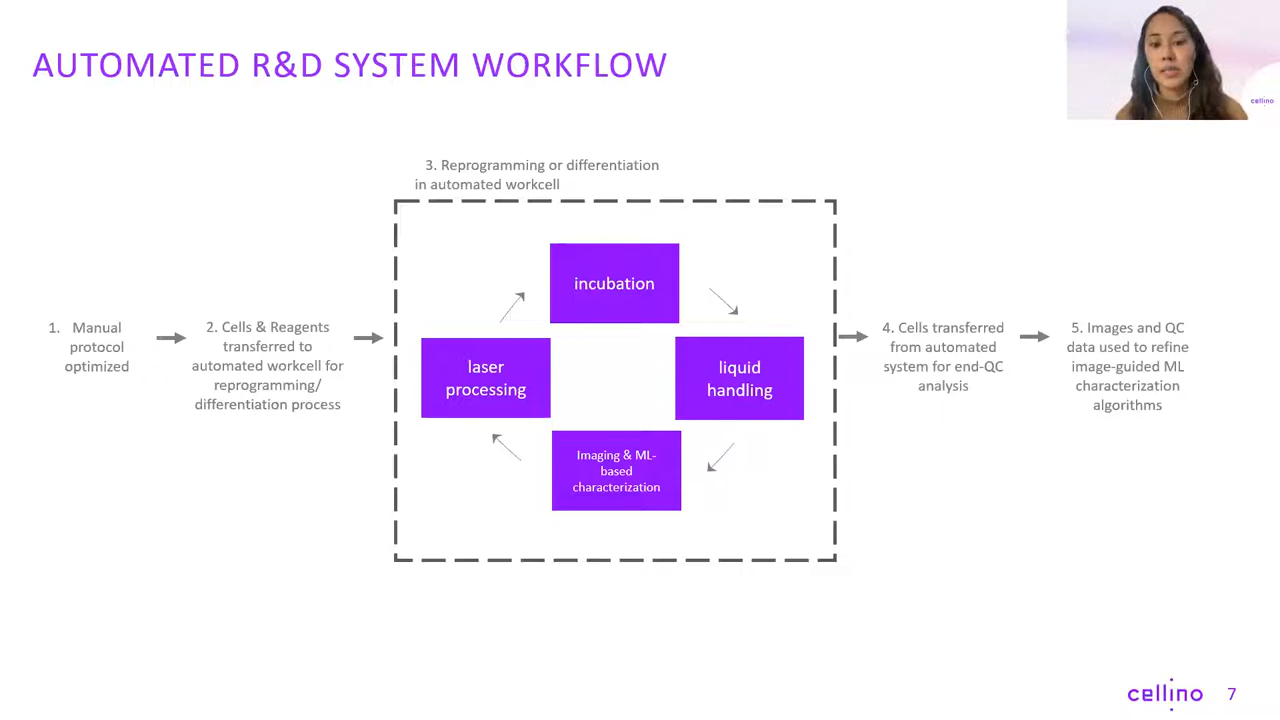 AUTOMATED R&D SYSTEM WORKFLOW
cellino
3. Reprogramming or differentiation
in automated workcell
incubation
1. Manual
protocol
optimized
2. Cells & Reagents
transferred to
automated workcell for
reprogramming/
differentiation process
laser
processing
liquid
handling
Imaging & ML-
based
characterization
4. Cells transferred
from automated
system for end-QC
analysis
5. Images and QC
data used to refine
image-guided ML
characterization
algorithms
cellino
7